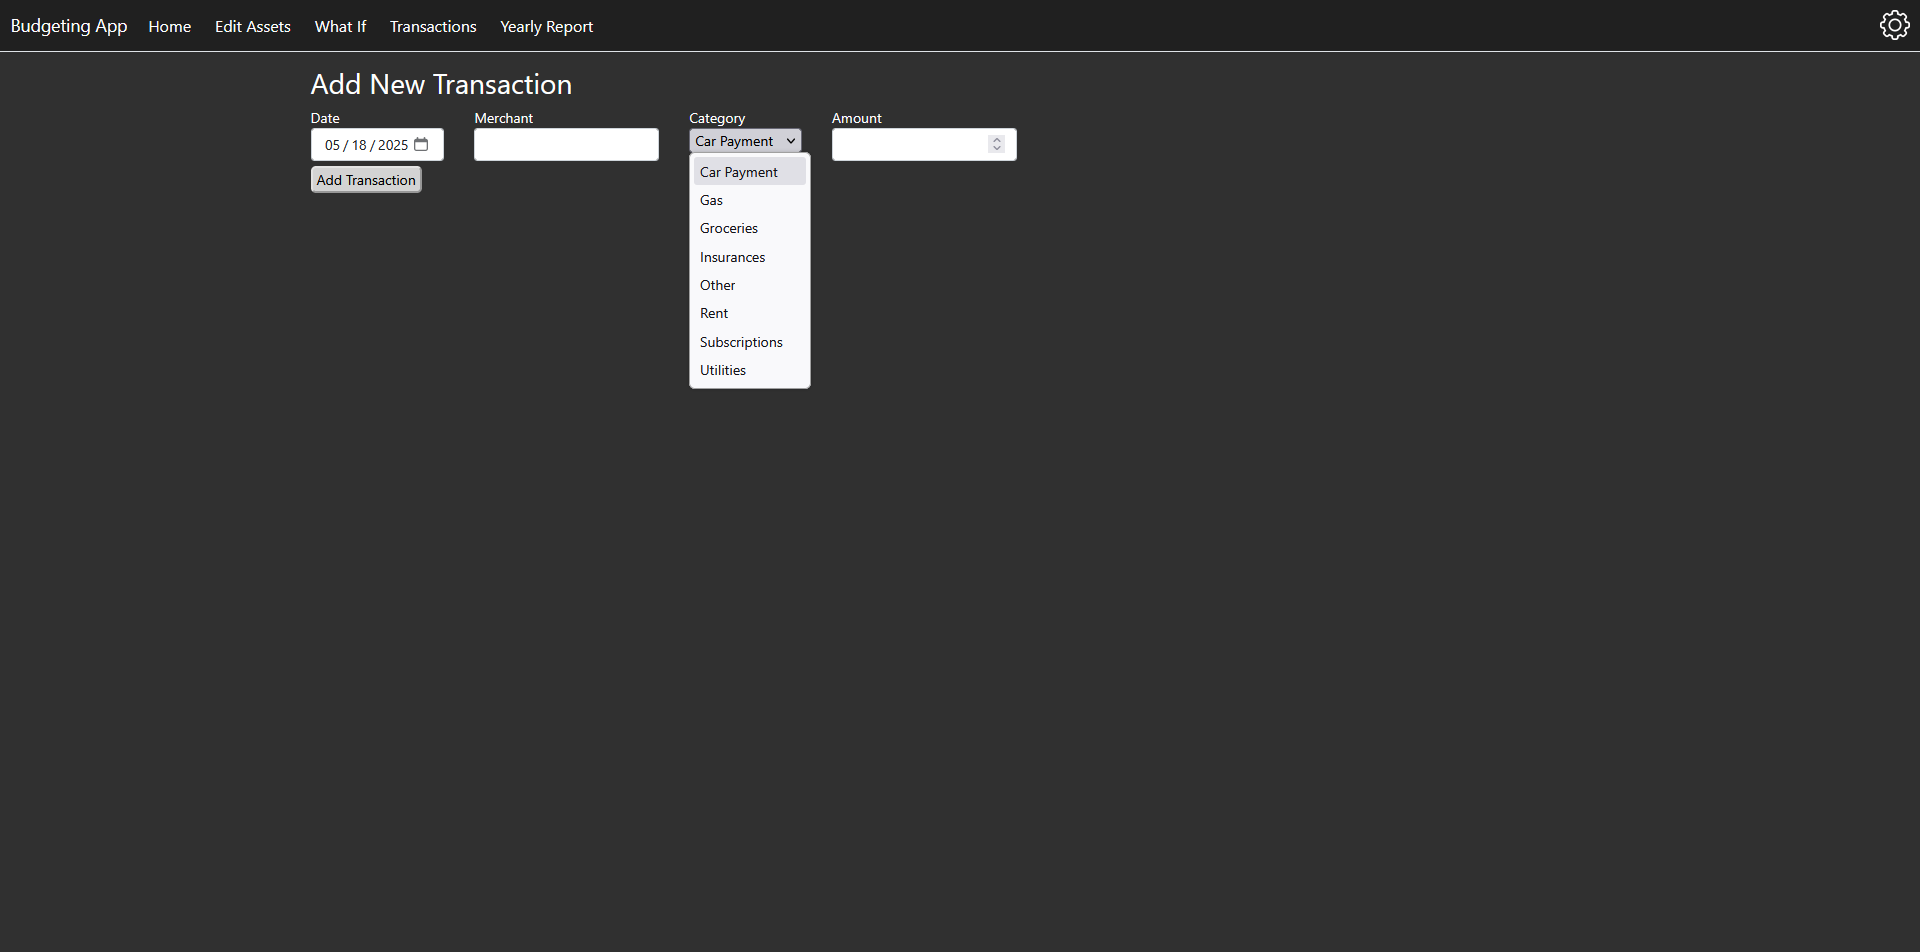 Budgeting App Home Edit Assets What If Transactions Yearly Report
Add New Transaction
Date Merchant Category Amount
05 / 18 / 2025 Car Payment
Add Transaction
Car Payment
Gas
Groceries
Insurances
Other
Rent
Subscriptions
Utilities